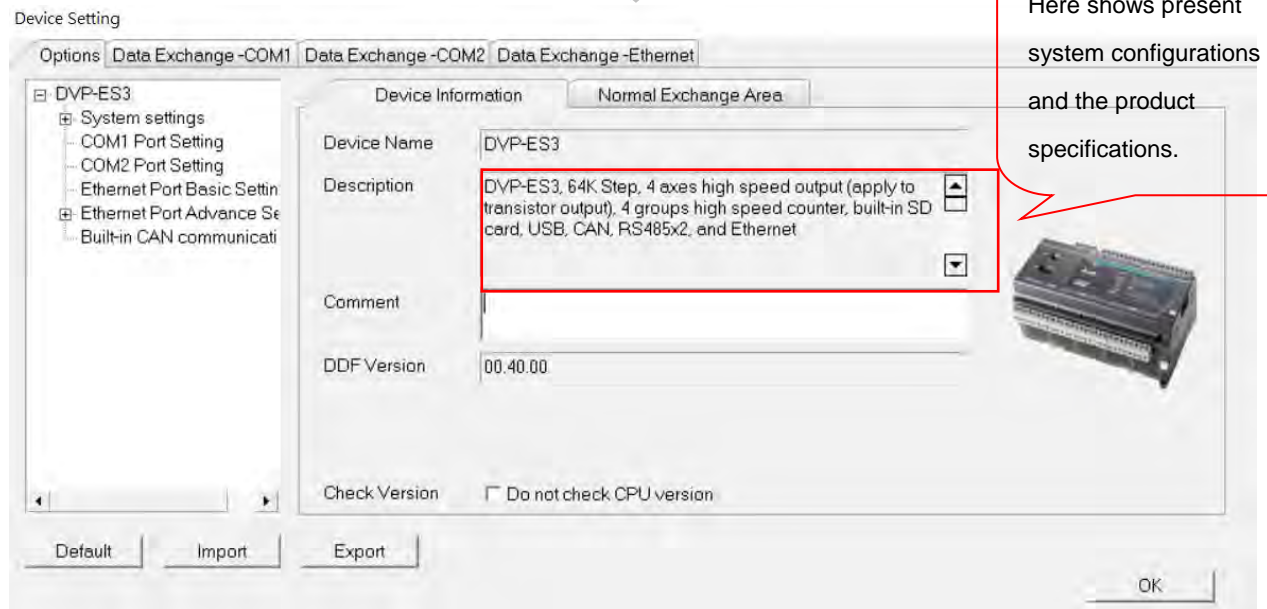 Device Setting
Here shows present
system configurations
and the product
specifications.
Options Data Exchange -COM1 Data Exchange -COM2 Data Exchange -Ethernet
DVP-ES3
System settings
COM1 Port Setting
COM2 Port Setting
Ethernet Port Basic Settin
Ethernet Port Advance Se
Built-in CAN communicati
Device Information Normal Exchange Area
Device Name DVP-ES3
Description
DVP-ES3, 64K Step, 4 axes high speed output (apply to
transistor output), 4 groups high speed counter, built-in SD
card, USB, CAN, RS485x2, and Ethernet
Comment
DDF Version 00.40.00
Check Version Do not check CPU version
Default Import Export
OK